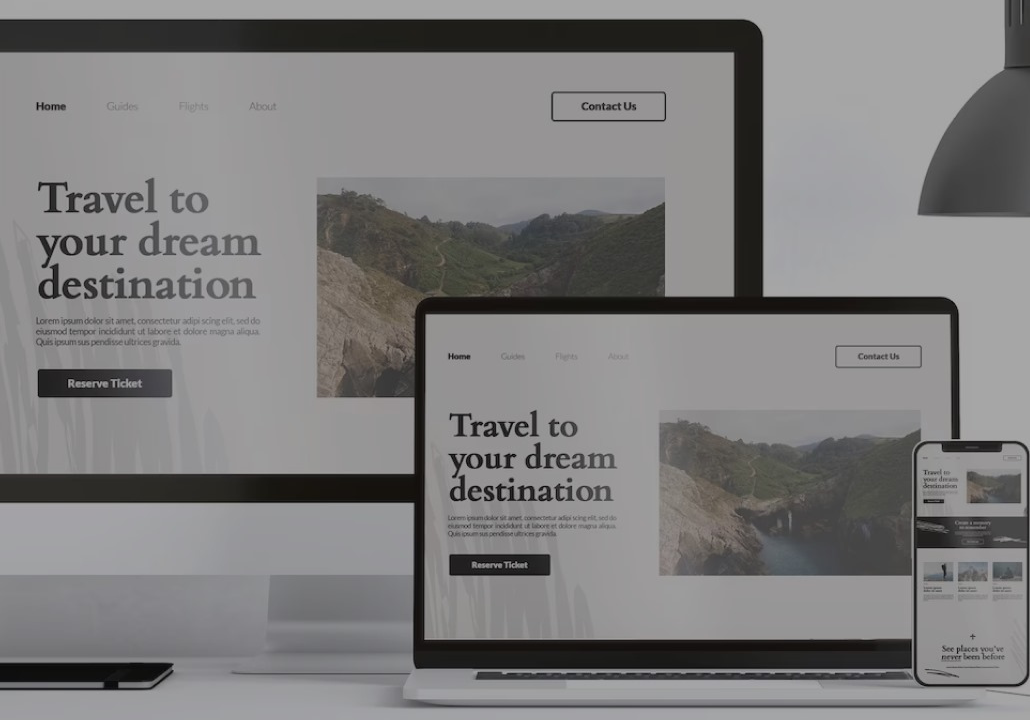 Home Guides Flights About Contact Us
Travel to
your dream
destination
Lorem ipsum dolor sit amet, consectetur adipi scing elit, sed do
eiusmod tempor incididunt ut labore et dolore magna aliqua.
Quis ipsum sus pendisse ultrices gravida.
Reserve Ticket
Home Guides Flights About Contact Us
Travel to
your dream
destination
Lorem ipsum dolor sit amet, consectetur adipi scing elit, sed do
eiusmod tempor incididunt ut labore et dolore magna aliqua.
Quis ipsum sus pendisse ultrices gravida.
Reserve Ticket
Travel to
your dream
destination
See places you've
never been before